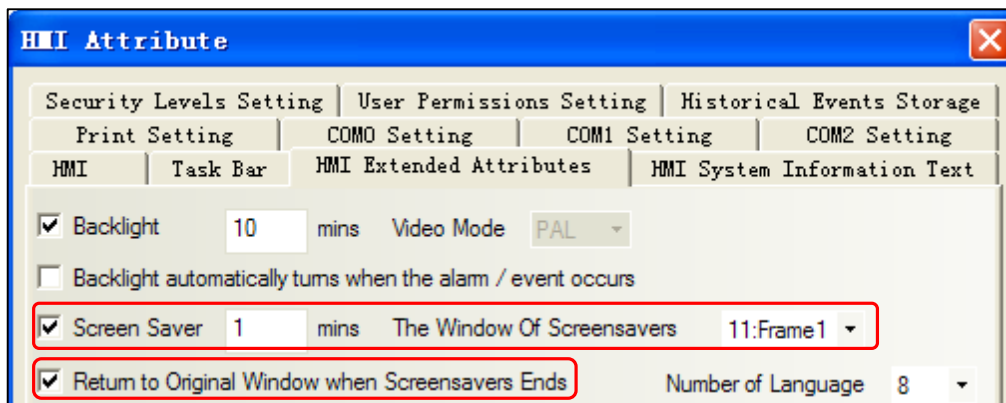 HMI Attribute
Security Levels Setting User Permissions Setting Historical Events Storage
Print Setting COM0 Setting COM1 Setting COM2 Setting
HMI Task Bar HMI Extended Attributes HMI System Information Text
Backlight 10 mins Video Mode PAL
Backlight automatically turns when the alarm / event occurs
Screen Saver 1 mins The Window Of Screensavers 11:Frame1
Return to Original Window when Screensavers Ends Number of Language 8